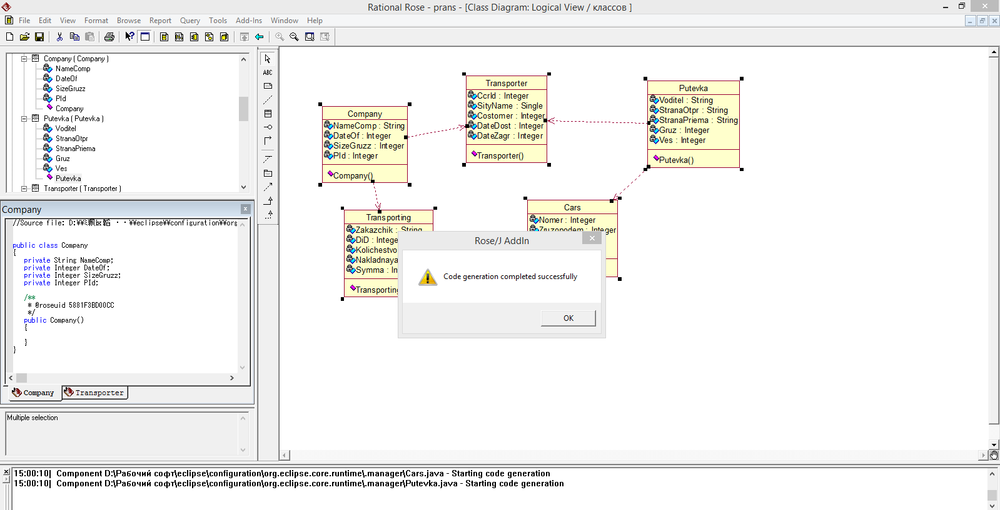 Rational Rose - prans - [Class Diagram: Logical View / классов ]
File Edit View Format Browse Report Query Tools Add-Ins Window Help
Company ( Company )
NameComp
DateOf
SizeGruzz
PId
Company
Putevka ( Putevka )
Voditel
StranaOtpr
StranaPriema
Gruz
Ves
Putevka
Transporter ( Transporter )
Company
//Source file: D:\\
\\eclipse\\configuration\\org
public class Company
{
private String NameComp;
private Integer DateOf;
private Integer SizeGruzz;
private Integer PId;
/**
* @roseuid 5881F3BD00CC
*/
public Company()
{
}
}
Company
Transporter
Multiple selection
ABC
Company
NameComp : String
DateOf : Integer
SizeGruzz : Integer
PId : Integer
Company()
Transporter
CcrId : Integer
SityName : Single
Costomer : Integer
DateDost : Integer
DateZagr : Integer
Transporter()
Putevka
Voditel : String
StranaOtpr : String
StranaPriema : String
Gruz : Integer
Ves : Integer
Putevka()
Transporting
Zakazchik : String
DiD : Intege
Kolichestvo
Nakladnaya
Symma : In
Transporting
Cars
Nomer : Integer
Zruzopodem : Integer
Rose/J AddIn
Code generation completed successfully
OK
15:00:10| Component D:\Рабочий софт\eclipse\configuration\org.eclipse.core.runtime\.manager\Cars.java - Starting code generation
15:00:10| Component D:\Рабочий софт\eclipse\configuration\org.eclipse.core.runtime\.manager\Putevka.java - Starting code generation